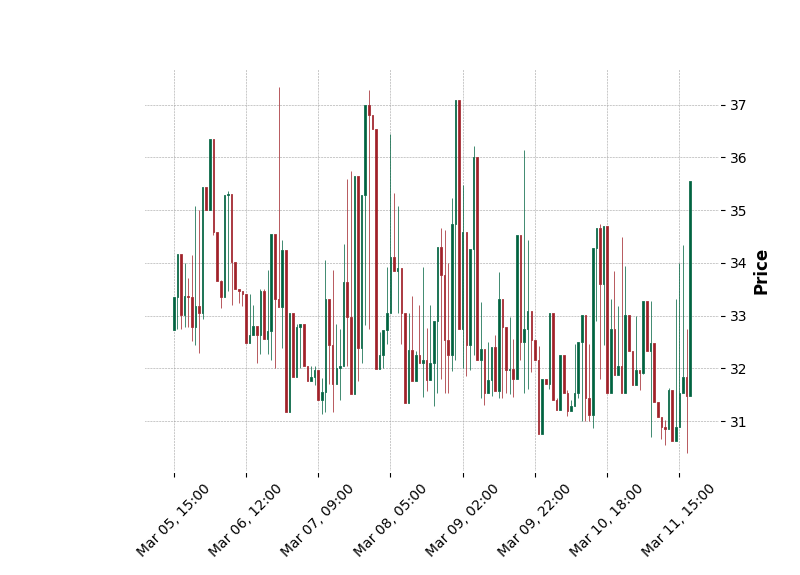 37
36
35
34
33
32
31
Price
Mar 05, 15:00
Mar 06, 12:00
Mar 07, 09:00
Mar 08, 05:00
Mar 09, 02:00
Mar 09, 22:00
Mar 10, 18:00
Mar 11, 15:00